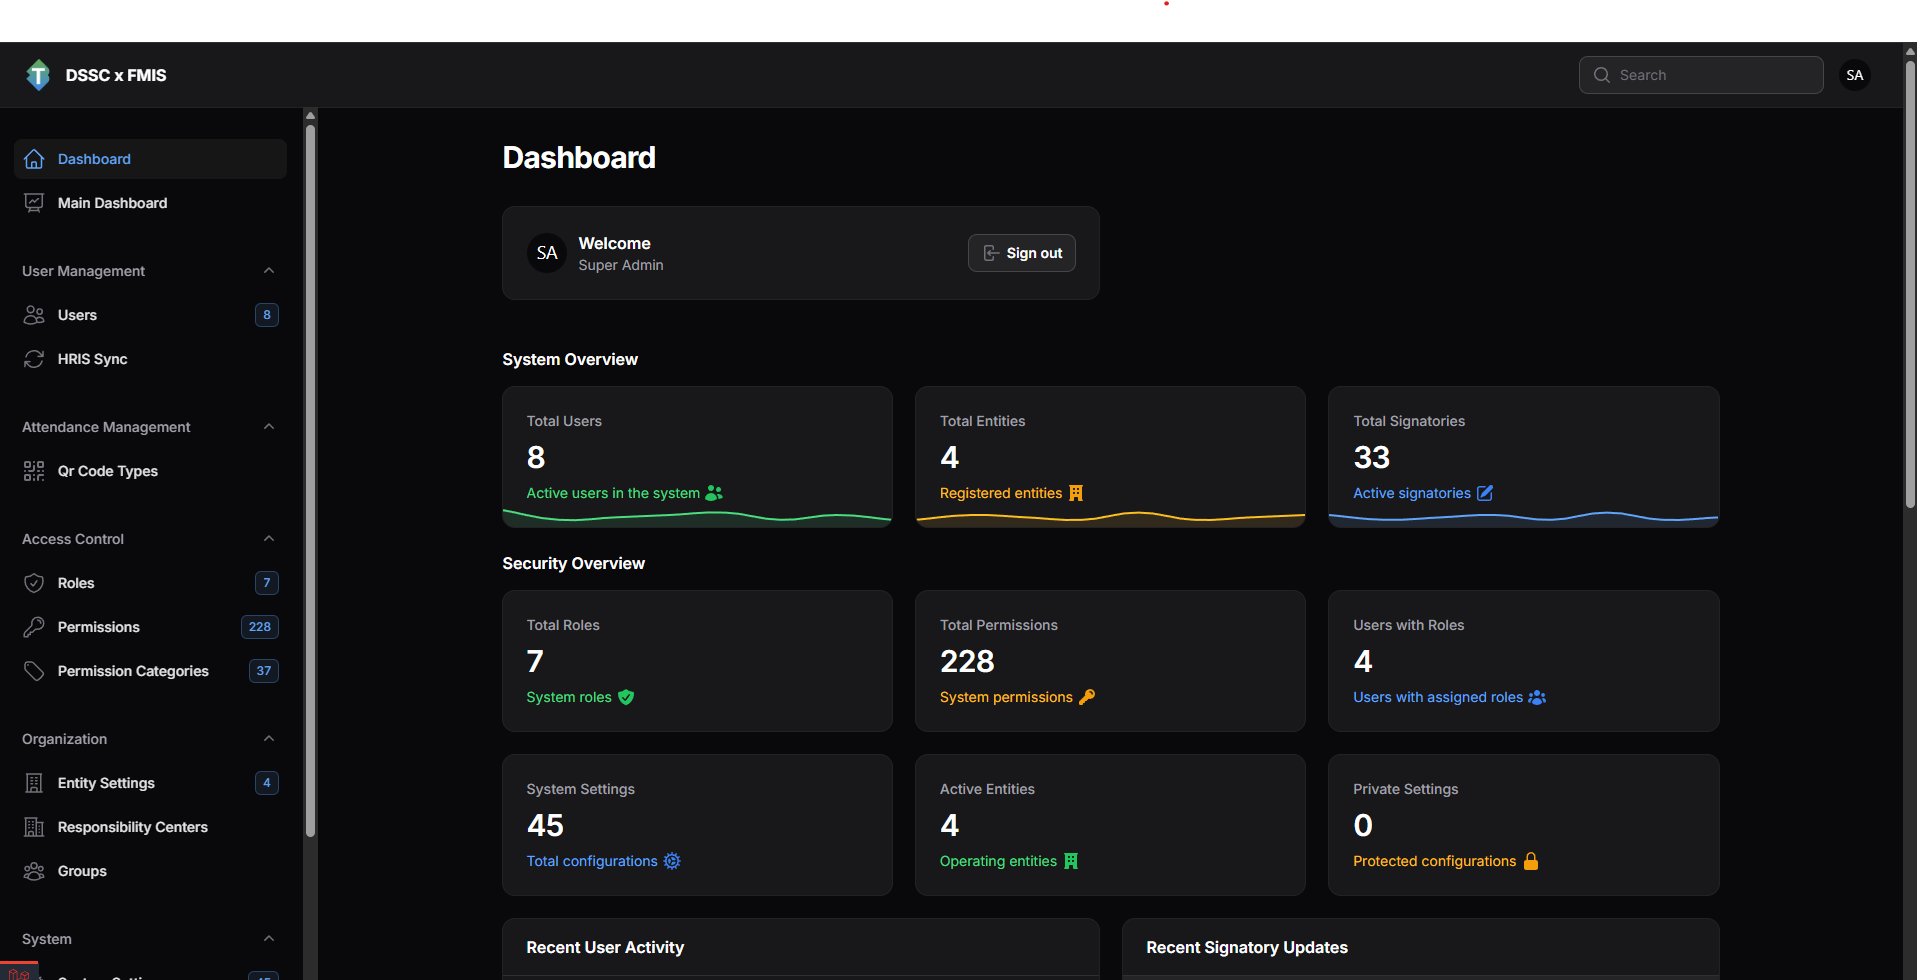 DSSC x FMIS
Search
SA
Dashboard
Main Dashboard
User Management
Users 8
HRIS Sync
Attendance Management
Qr Code Types
Access Control
Roles 7
Permissions 228
Permission Categories 37
Organization
Entity Settings 4
Responsibility Centers
Groups
System
Dashboard
SA
Welcome
Super Admin
Sign out
System Overview
Total Users
8
Active users in the system
Total Entities
4
Registered entities
Total Signatories
33
Active signatories
Security Overview
Total Roles
7
System roles
Total Permissions
228
System permissions
Users with Roles
4
Users with assigned roles
System Settings
45
Total configurations
Active Entities
4
Operating entities
Private Settings
0
Protected configurations
Recent User Activity
Recent Signatory Updates